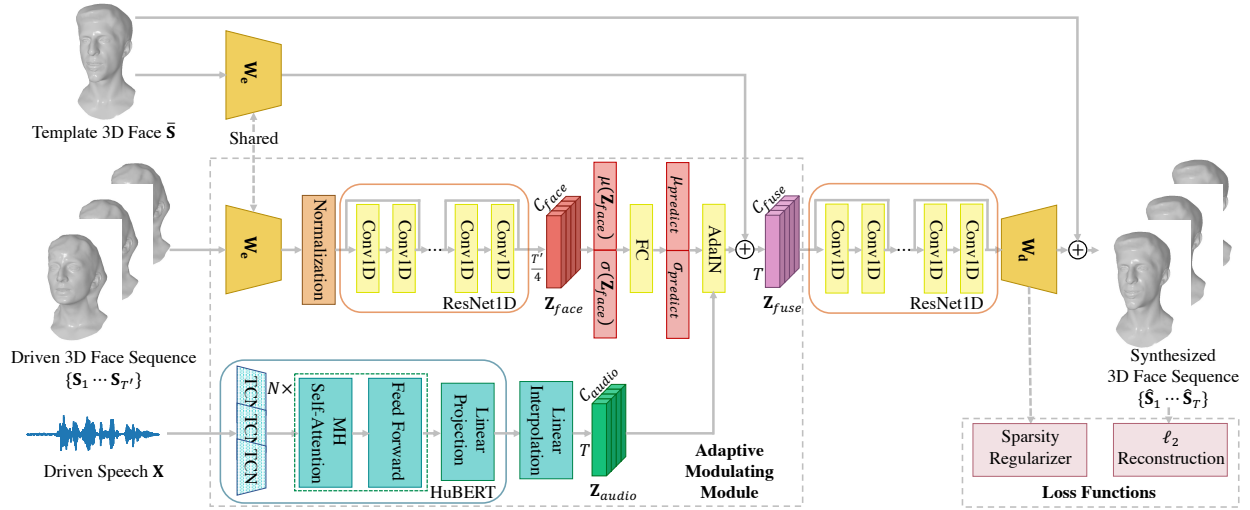 W_e
Template 3D Face S̄
Shared
W_e
Normalization
Conv1D
Conv1D
...
Conv1D
Conv1D
ResNet1D
C_face
T′/4
Z_face
μ(Z_face)
σ(Z_face)
FC
μ_predict
σ_predict
AdaIN
C_fuse
T
Z_fuse
Conv1D
Conv1D
...
Conv1D
Conv1D
ResNet1D
W_d
Driven 3D Face Sequence
{S_1 ⋯ S_T′}
Synthesized
3D Face Sequence
{Ŝ_1 ⋯ Ŝ_T}
TCN
TCN
TCN
N×
MH
Self-Attention
Feed Forward
Linear
Projection
HuBERT
Linear
Interpolation
C_audio
T
Z_audio
Driven Speech X
Adaptive
Modulating
Module
Sparsity
Regularizer
ℓ_2
Reconstruction
Loss Functions